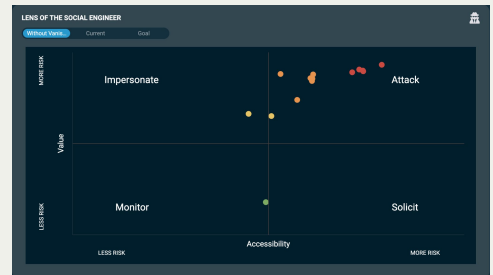 LENS OF THE SOCIAL ENGINEER
Without Vanis... Current Goal
MORE RISK
Impersonate
Attack
Value
LESS RISK
Monitor
Solicit
Accessibility
LESS RISK
MORE RISK